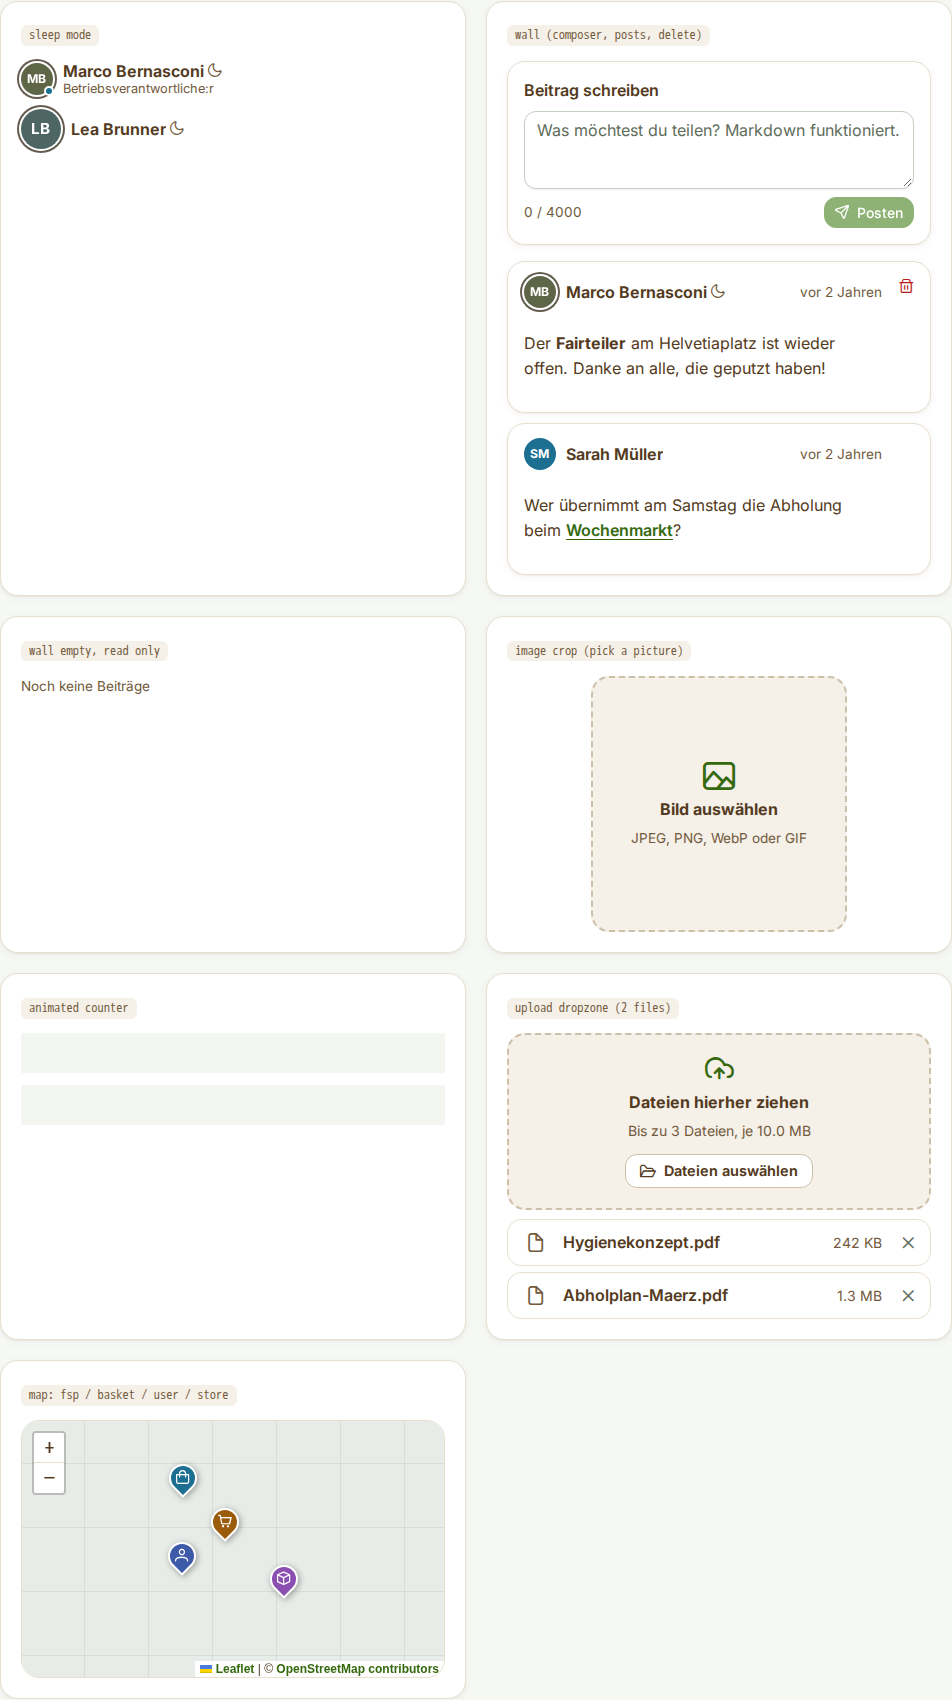 sleep mode
MB
Marco Bernasconi
Betriebsverantwortliche:r
LB
Lea Brunner
wall (composer, posts, delete)
Beitrag schreiben
Was möchtest du teilen? Markdown funktioniert.
0 / 4000
Posten
MB
Marco Bernasconi
vor 2 Jahren
Der Fairteiler am Helvetiaplatz ist wieder
offen. Danke an alle, die geputzt haben!
SM
Sarah Müller
vor 2 Jahren
Wer übernimmt am Samstag die Abholung
beim Wochenmarkt?
wall empty, read only
Noch keine Beiträge
image crop (pick a picture)
Bild auswählen
JPEG, PNG, WebP oder GIF
animated counter
upload dropzone (2 files)
Dateien hierher ziehen
Bis zu 3 Dateien, je 10.0 MB
Dateien auswählen
Hygienekonzept.pdf
242 KB
Abholplan-Maerz.pdf
1.3 MB
map: fsp / basket / user / store
+
−
Leaflet | © OpenStreetMap contributors